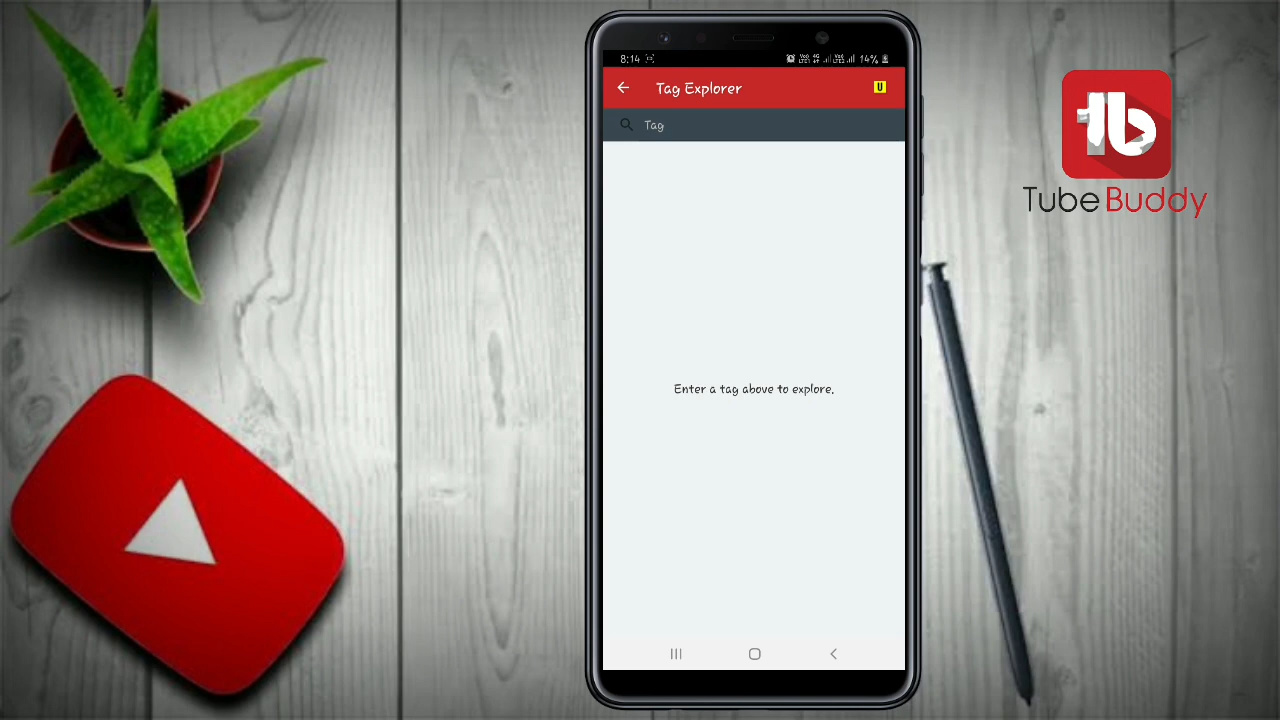 8:14
14%
Tag Explorer
U
Tag
Enter a tag above to explore.
tb
TubeBuddy